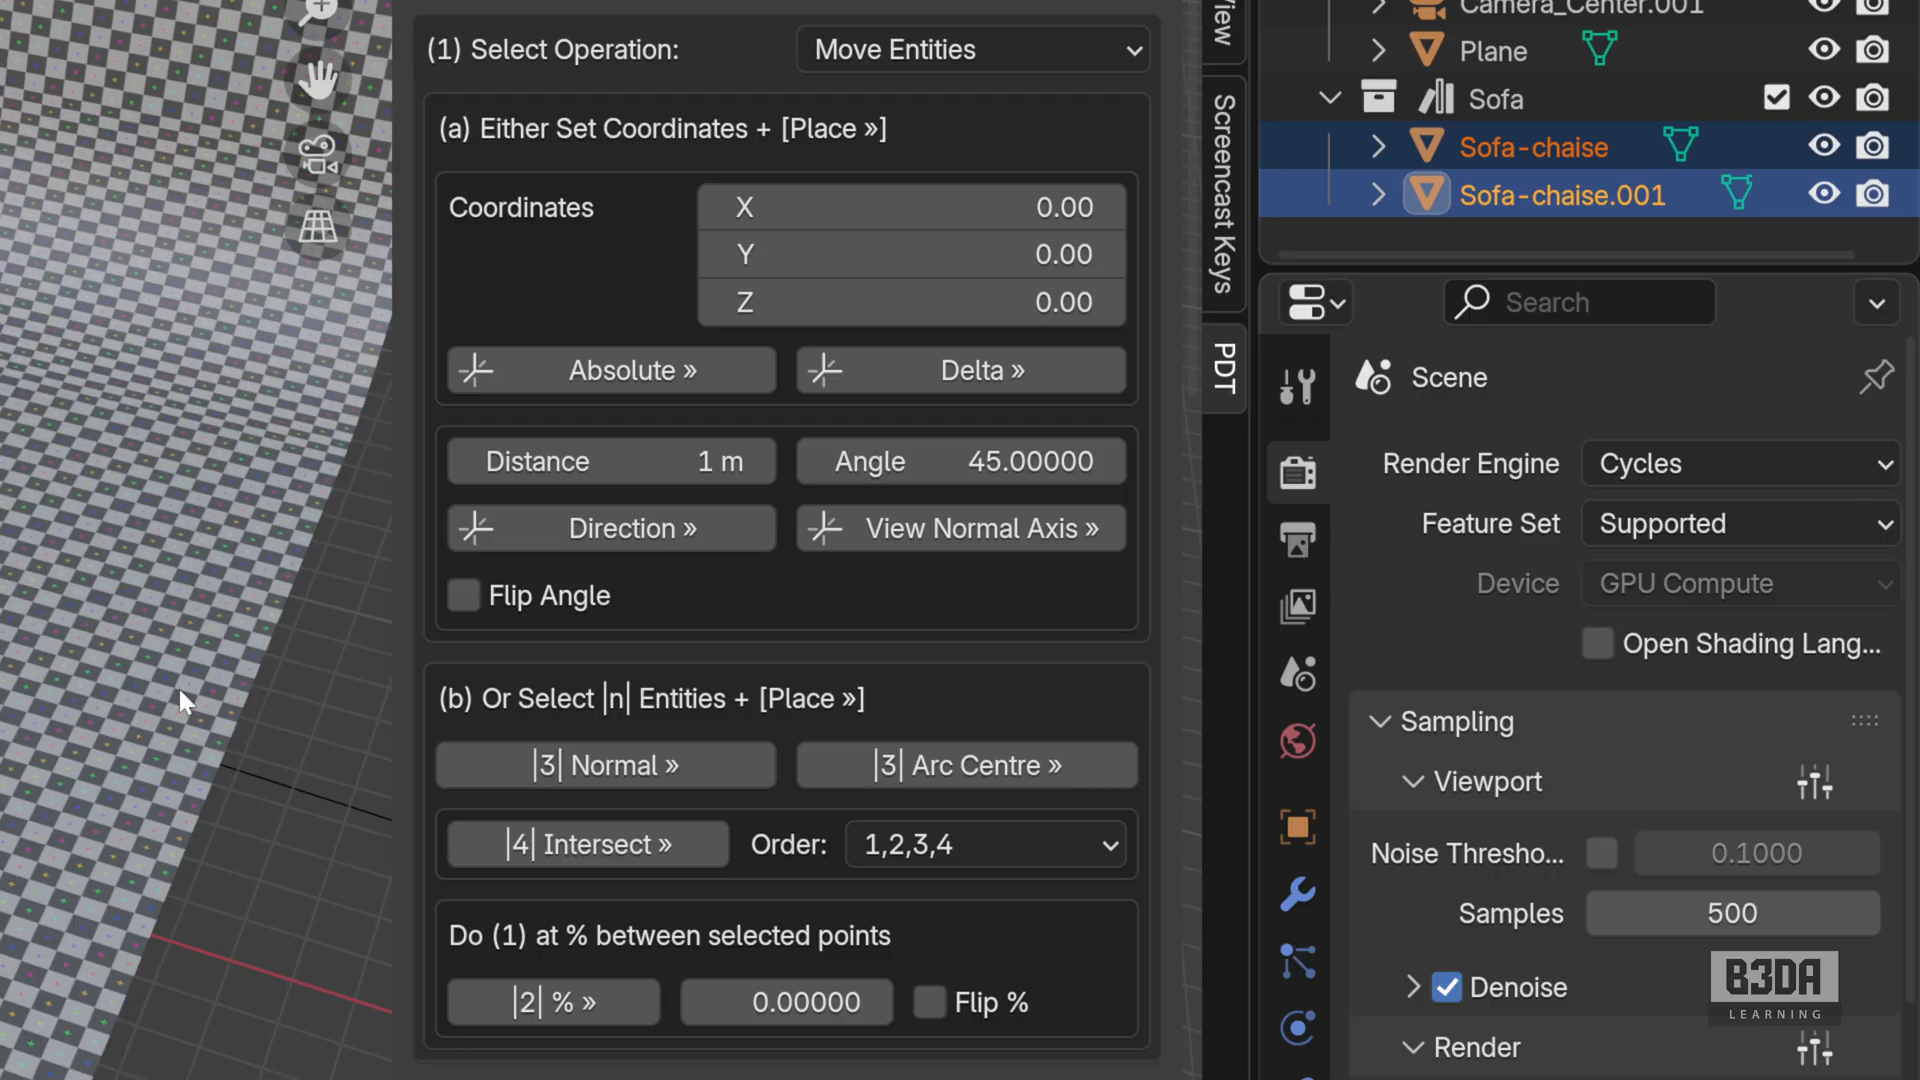 (1) Select Operation:
Move Entities
(a) Either Set Coordinates + [Place »]
Coordinates
X 0.00
Y 0.00
Z 0.00
Absolute »
Delta »
Distance 1 m
Angle 45.00000
Direction »
View Normal Axis »
Flip Angle
(b) Or Select |n| Entities + [Place »]
|3| Normal »
|3| Arc Centre »
|4| Intersect »
Order:
1,2,3,4
Do (1) at % between selected points
|2| % »
0.00000
Flip %
View
Screencast Keys
PDT
Camera_Center.001
Plane
Sofa
Sofa-chaise
Sofa-chaise.001
Search
Scene
Render Engine
Cycles
Feature Set
Supported
Device
GPU Compute
Open Shading Lang...
Sampling
Viewport
Noise Thresho...
0.1000
Samples
500
Denoise
Render
B3DA
LEARNING